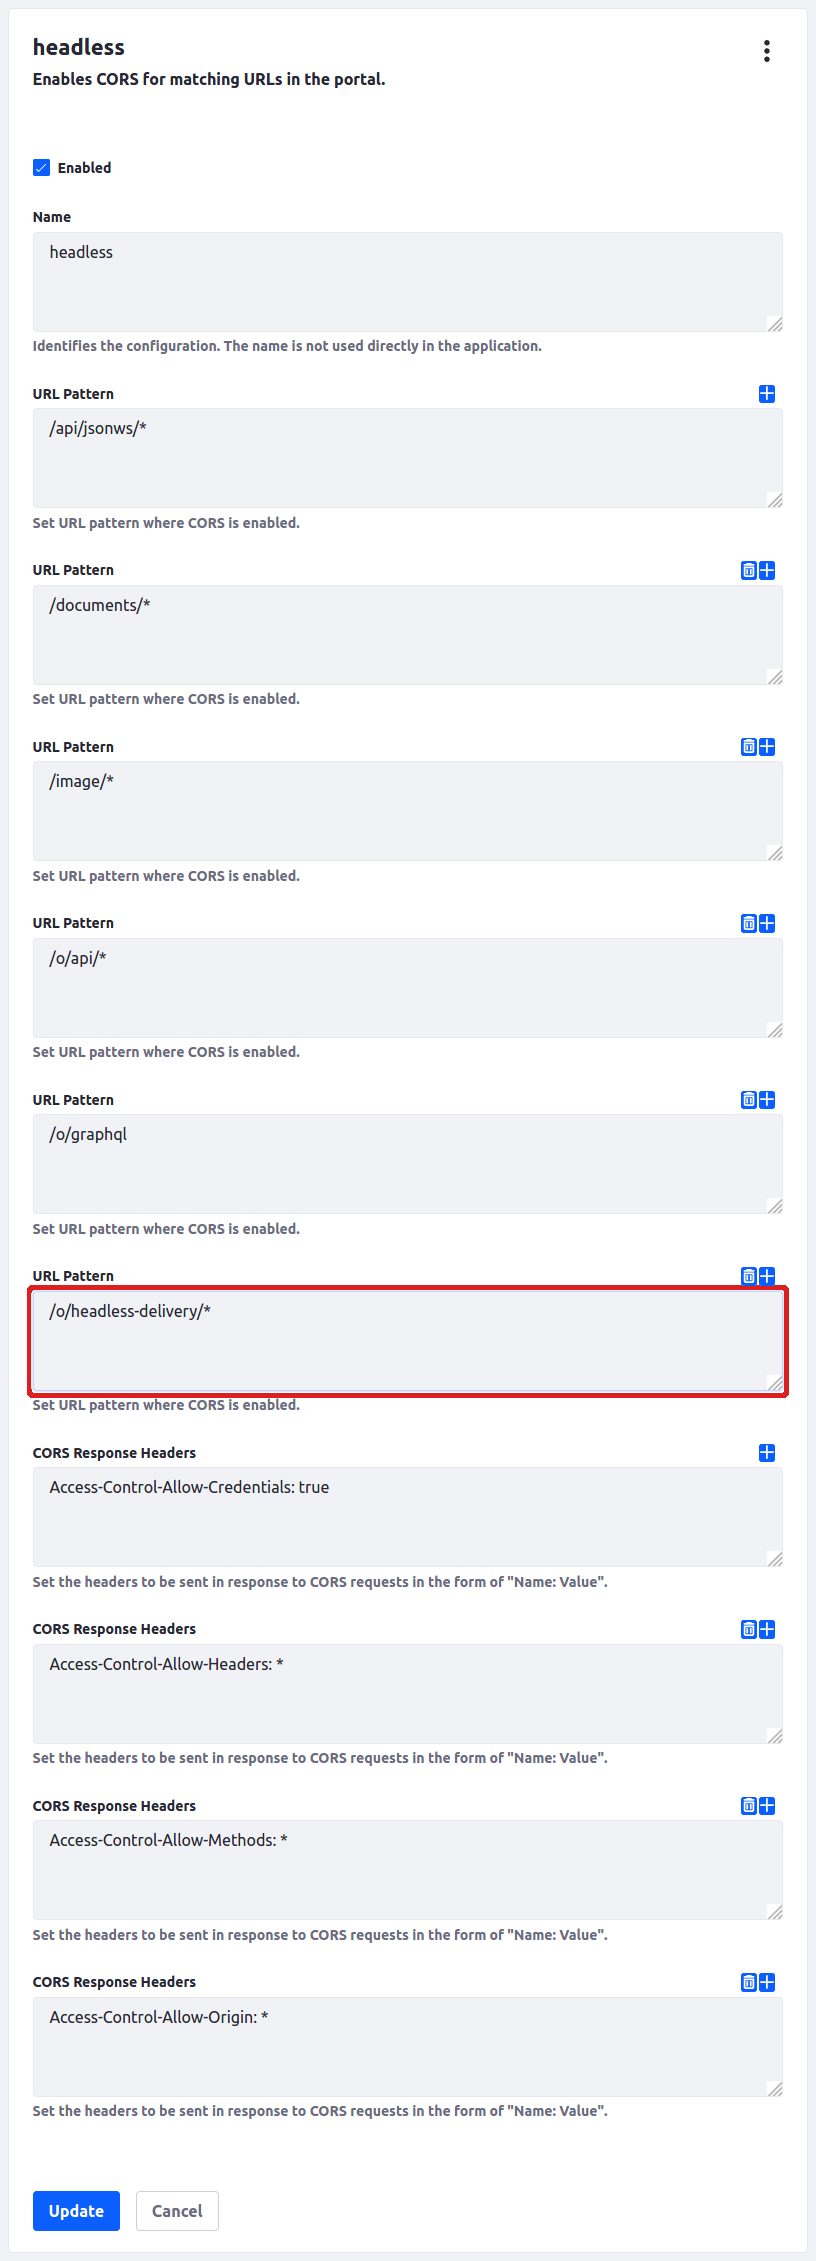 headless
Enables CORS for matching URLs in the portal.
Enabled
Name
headless
Identifies the configuration. The name is not used directly in the application.
URL Pattern
/api/jsonws/*
Set URL pattern where CORS is enabled.
URL Pattern
/documents/*
Set URL pattern where CORS is enabled.
URL Pattern
/image/*
Set URL pattern where CORS is enabled.
URL Pattern
/o/api/*
Set URL pattern where CORS is enabled.
URL Pattern
/o/graphql
Set URL pattern where CORS is enabled.
URL Pattern
/o/headless-delivery/*
Set URL pattern where CORS is enabled.
CORS Response Headers
Access-Control-Allow-Credentials: true
Set the headers to be sent in response to CORS requests in the form of "Name: Value".
CORS Response Headers
Access-Control-Allow-Headers: *
Set the headers to be sent in response to CORS requests in the form of "Name: Value".
CORS Response Headers
Access-Control-Allow-Methods: *
Set the headers to be sent in response to CORS requests in the form of "Name: Value".
CORS Response Headers
Access-Control-Allow-Origin: *
Set the headers to be sent in response to CORS requests in the form of "Name: Value".
Update Cancel